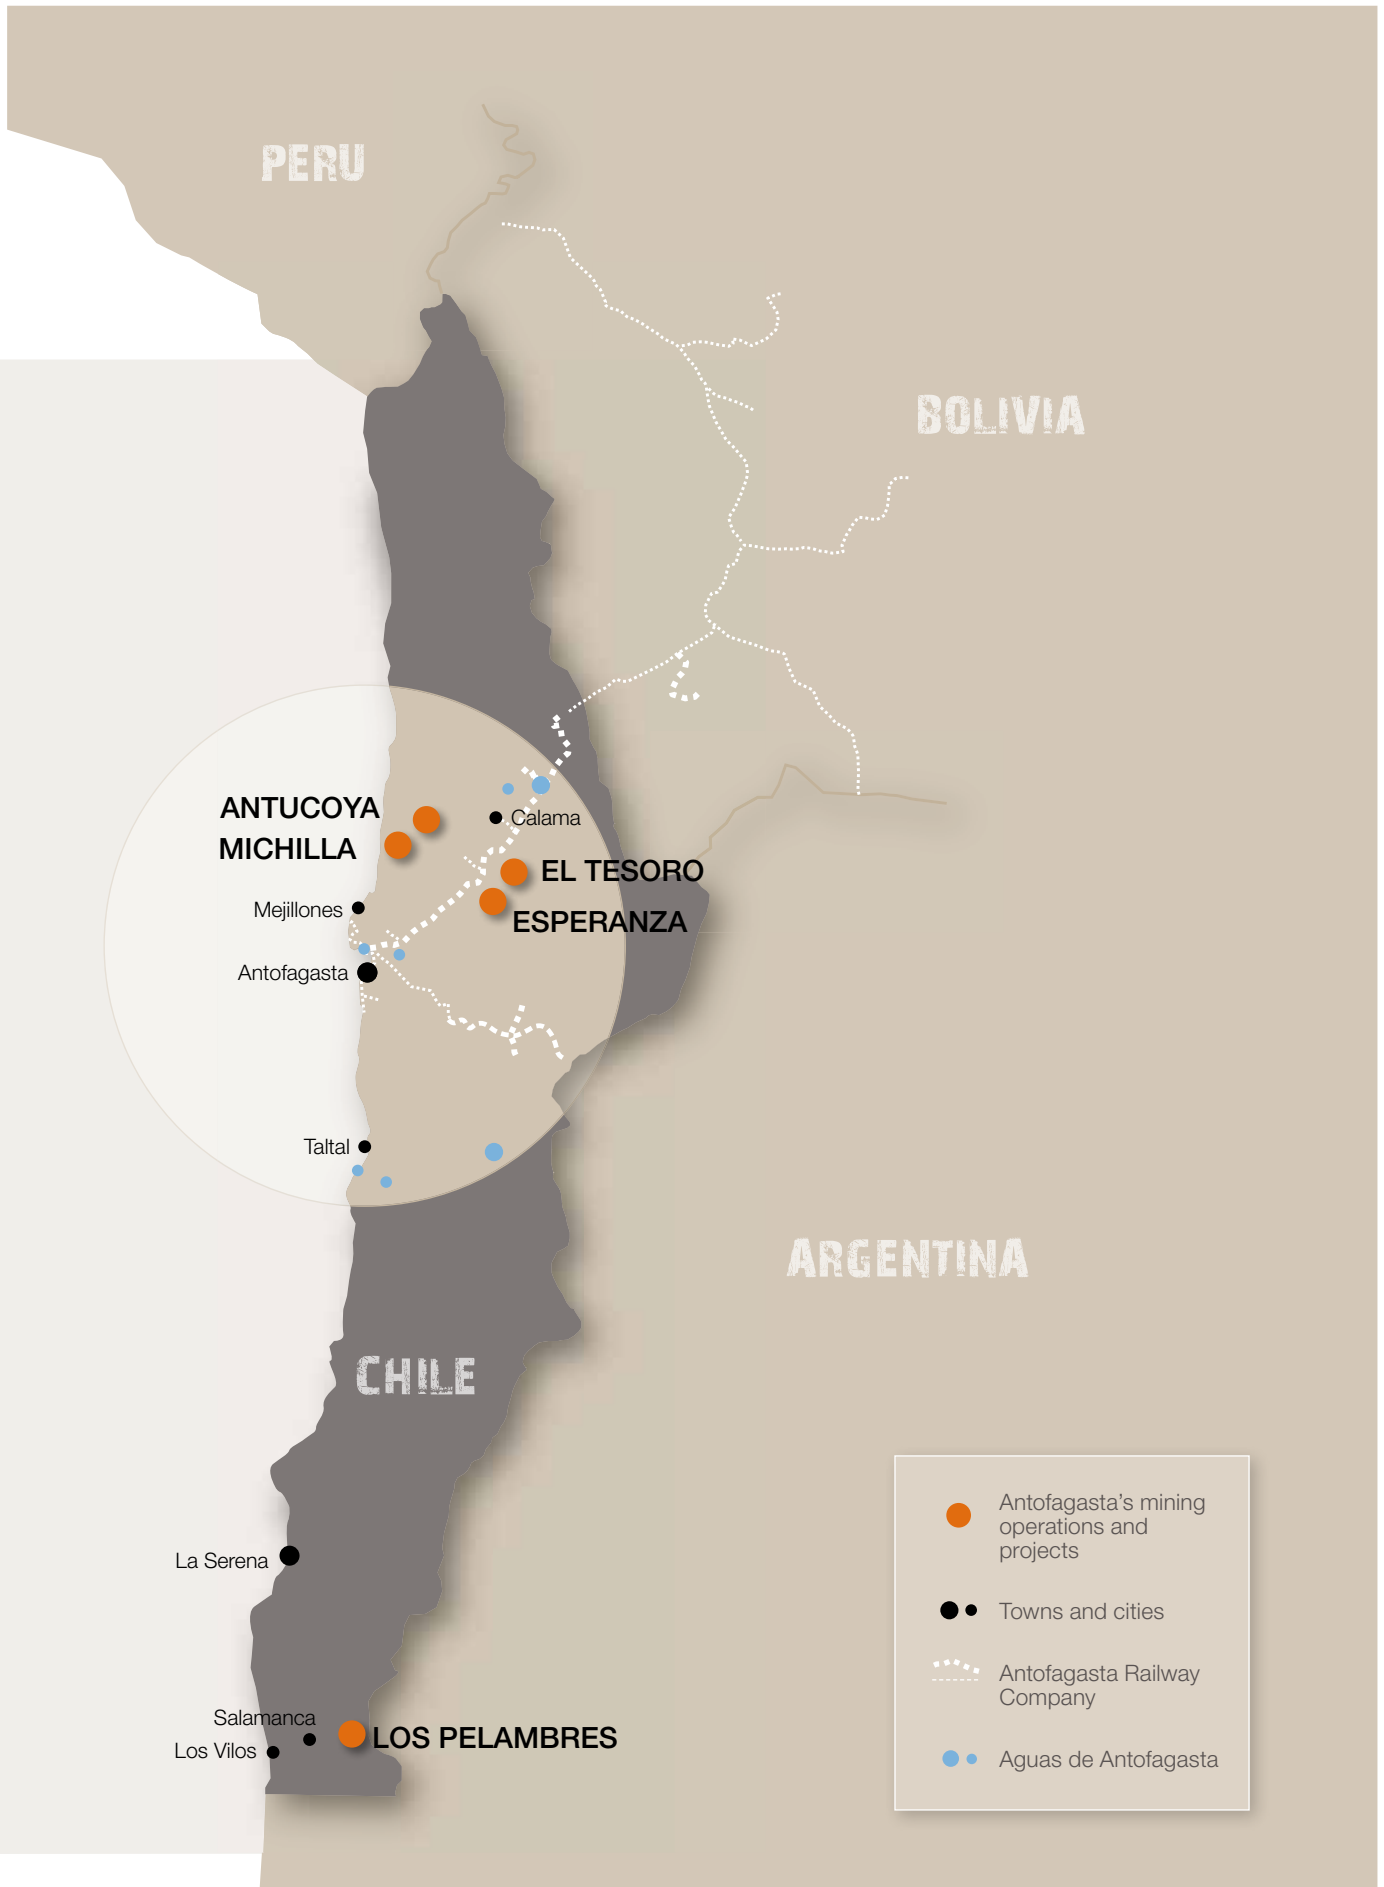 PERU
BOLIVIA
ANTUCOYA
MICHILLA
Calama
EL TESORO
Mejillones
ESPERANZA
Antofagasta
Taltal
ARGENTINA
CHILE
La Serena
Salamanca
Los Vilos
LOS PELAMBRES
Antofagasta's mining
operations and
projects
Towns and cities
Antofagasta Railway
Company
Aguas de Antofagasta